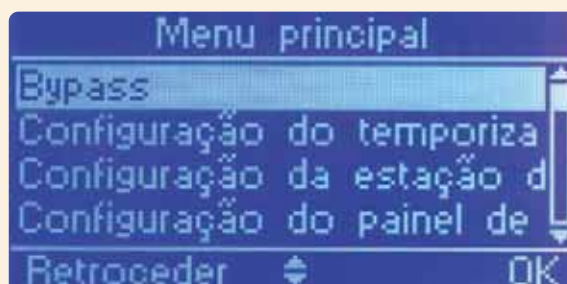 Menu principal
Bypass
Configuração do temporiza
Configuração da estação d
Configuração do painel de
Retroceder OK